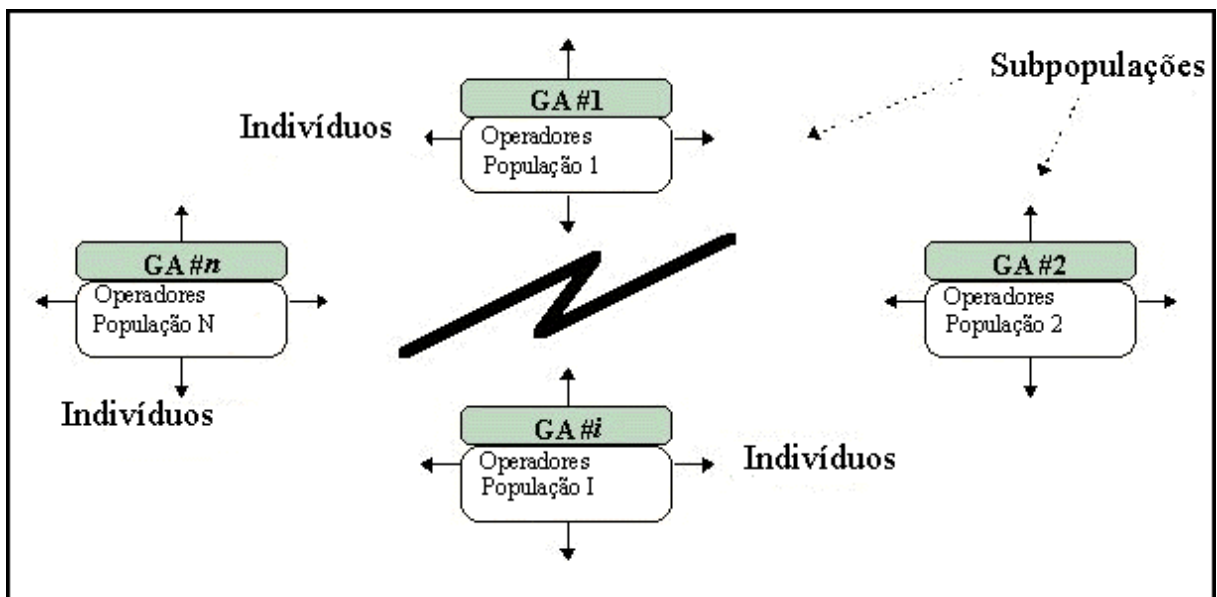 Subpopulações
GA #1
Indivíduos
Operadores
População 1
GA #n
Operadores
População N
GA #2
Operadores
População 2
Indivíduos
GA #i
Operadores
População I
Indivíduos